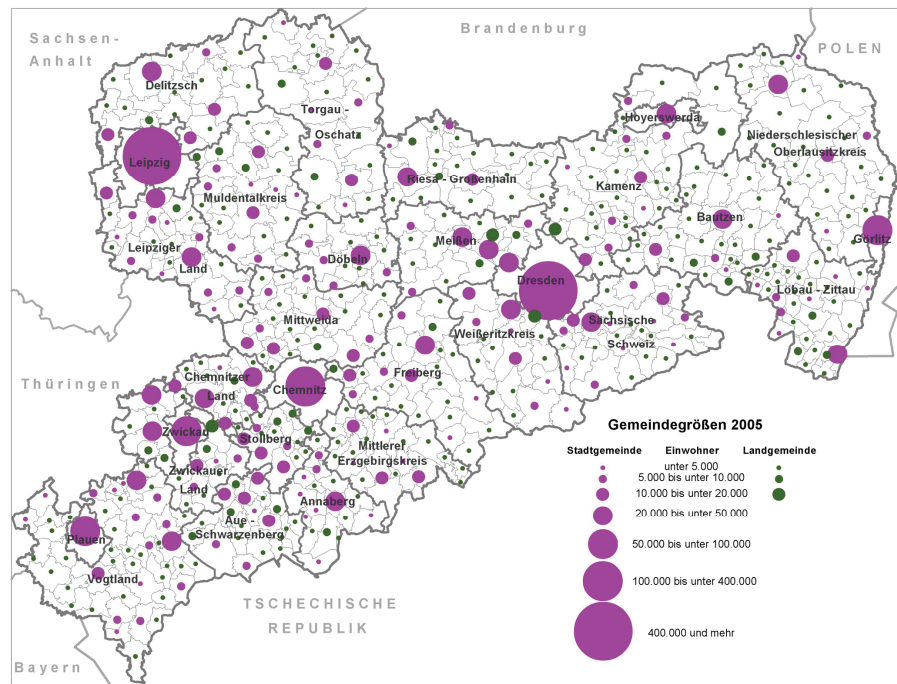 Sachsen-
Anhalt
Brandenburg
POLEN
Delitzsch
Torgau -
Oschatz
Hoyerswerda
Niederschlesischer
Oberlausitzkreis
Leipzig
Riesa - Großenhain
Kamenz
Muldentalkreis
Bautzen
Görlitz
Leipziger
Land
Meißen
Döbeln
Dresden
Löbau - Zittau
Mittweida
Weißeritzkreis
Sächsische
Schweiz
Thüringen
Chemnitzer
Land
Chemnitz
Freiberg
Zwickau
Stollberg
Mittlerer
Erzgebirgskreis
Zwickauer
Land
Annaberg
Aue -
Schwarzenberg
Plauen
Vogtland
TSCHECHISCHE
REPUBLIK
Bayern
Gemeindegrößen 2005
Stadtgemeinde Einwohner Landgemeinde
unter 5.000
5.000 bis unter 10.000
10.000 bis unter 20.000
20.000 bis unter 50.000
50.000 bis unter 100.000
100.000 bis unter 400.000
400.000 und mehr